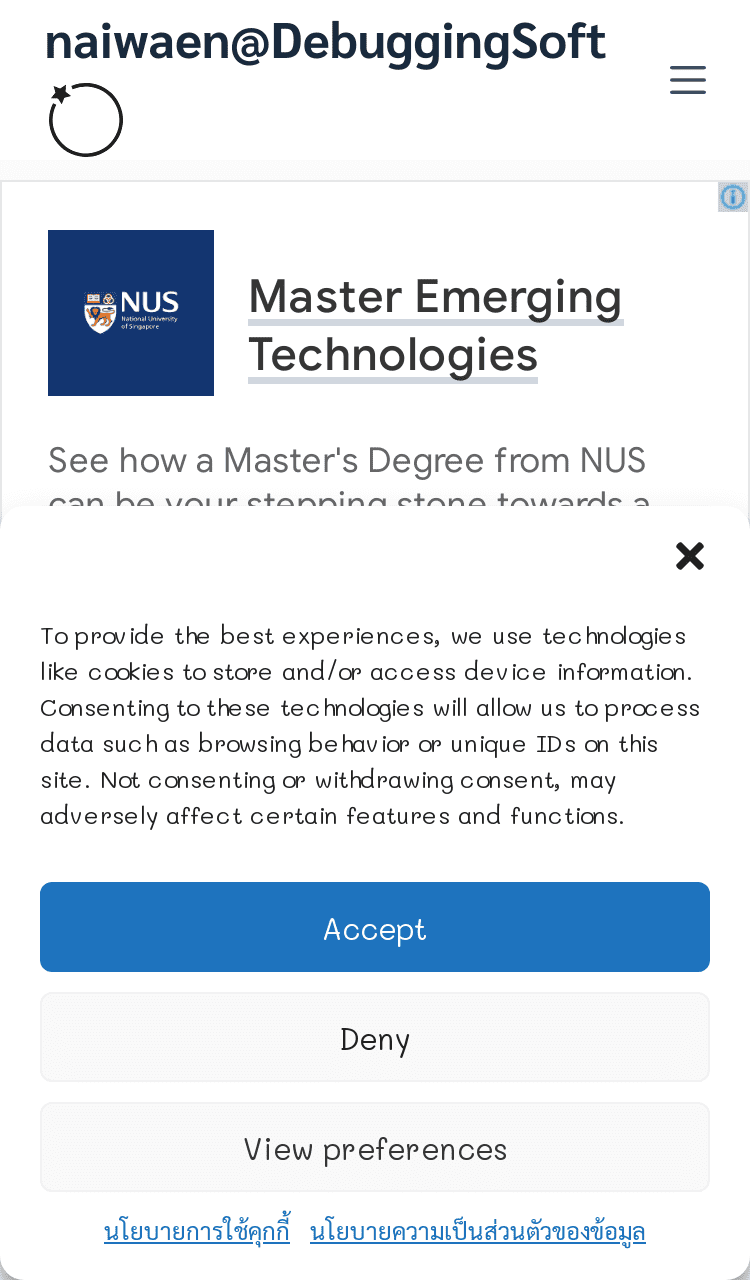 naiwaen@DebuggingSoft
NUS
National University
of Singapore
Master Emerging
Technologies
See how a Master's Degree from NUS
can be your stepping stone towards a
To provide the best experiences, we use technologies
like cookies to store and/or access device information.
Consenting to these technologies will allow us to process
data such as browsing behavior or unique IDs on this
site. Not consenting or withdrawing consent, may
adversely affect certain features and functions.
Accept
Deny
View preferences
นโยบายการใช้คุกกี้ นโยบายความเป็นส่วนตัวของข้อมูล